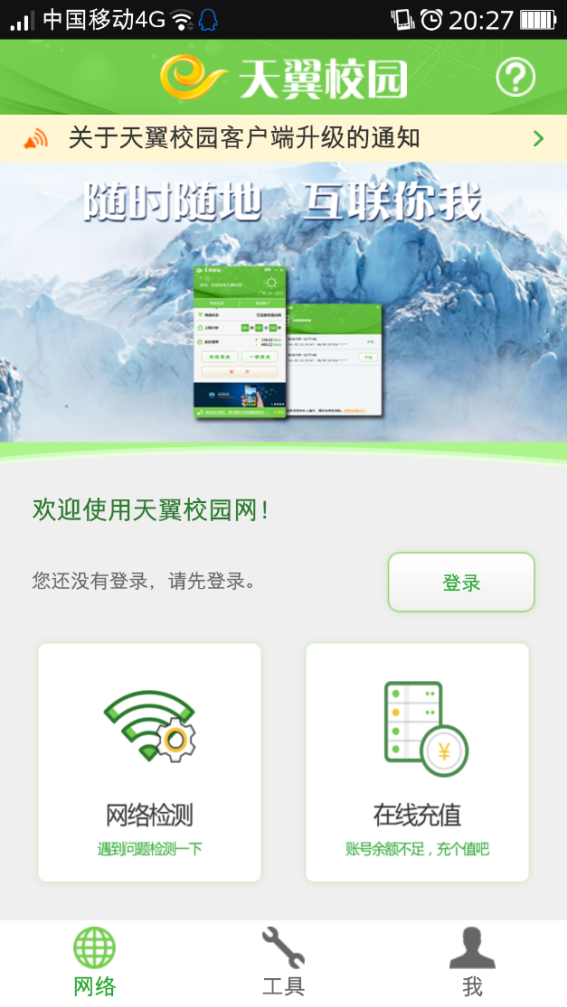 中国移动4G 20:27
天翼校园
关于天翼校园客户端升级的通知
随时随地 互联你我
欢迎使用天翼校园网!
您还没有登录，请先登录。
登录
网络检测 在线充值
遇到问题检测一下 账号余额不足，充个值吧
网络 工具 我